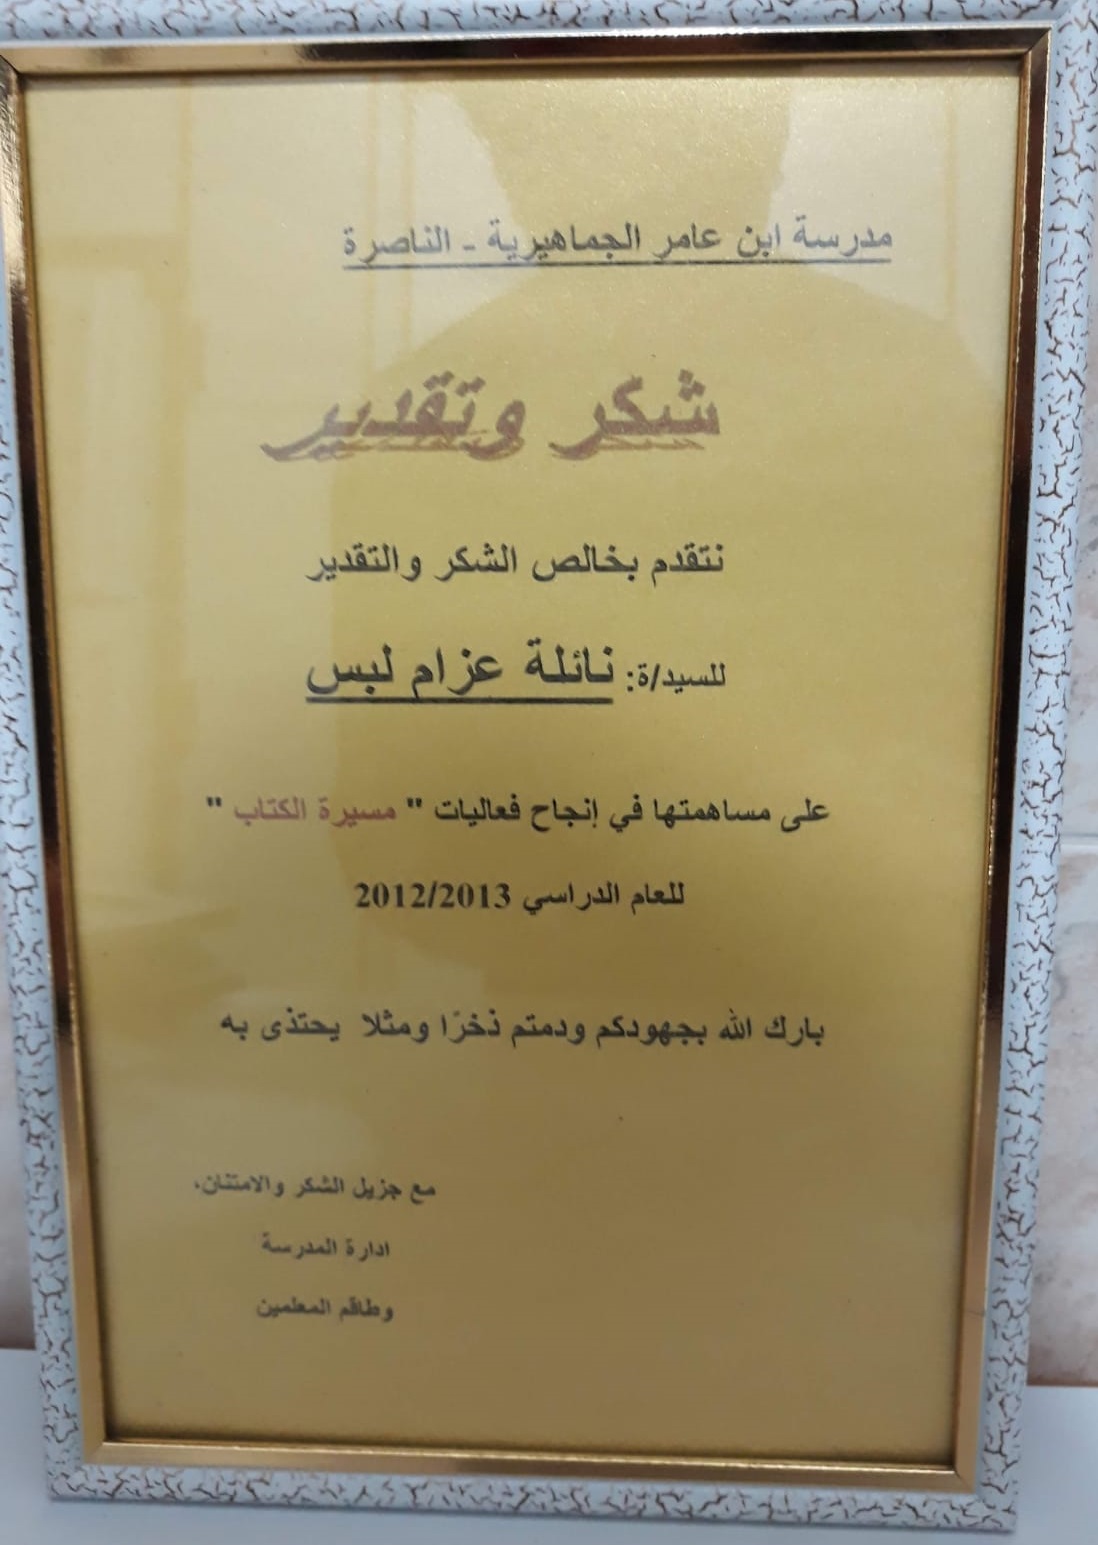 مدرسة ابن عامر الجماهيرية - الناصرة
شكر وتقدير
نتقدم بخالص الشكر والتقدير
للسيد/ة: نائلة عزام لبس
على مساهمتها في إنجاح فعاليات " مسيرة الكتاب "
للعام الدراسي 2012/2013
بارك الله بجهودكم ودمتم ذخرًا ومثلا يحتذى به
مع جزيل الشكر والامتنان،
ادارة المدرسة
وطاقم المعلمين